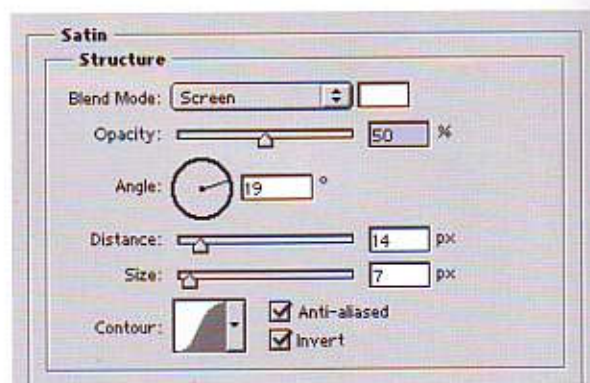 Satin
Structure
Blend Mode: Screen
Opacity: 50 %
Angle: 19 °
Distance: 14 px
Size: 7 px
Contour: Anti-aliased
Invert